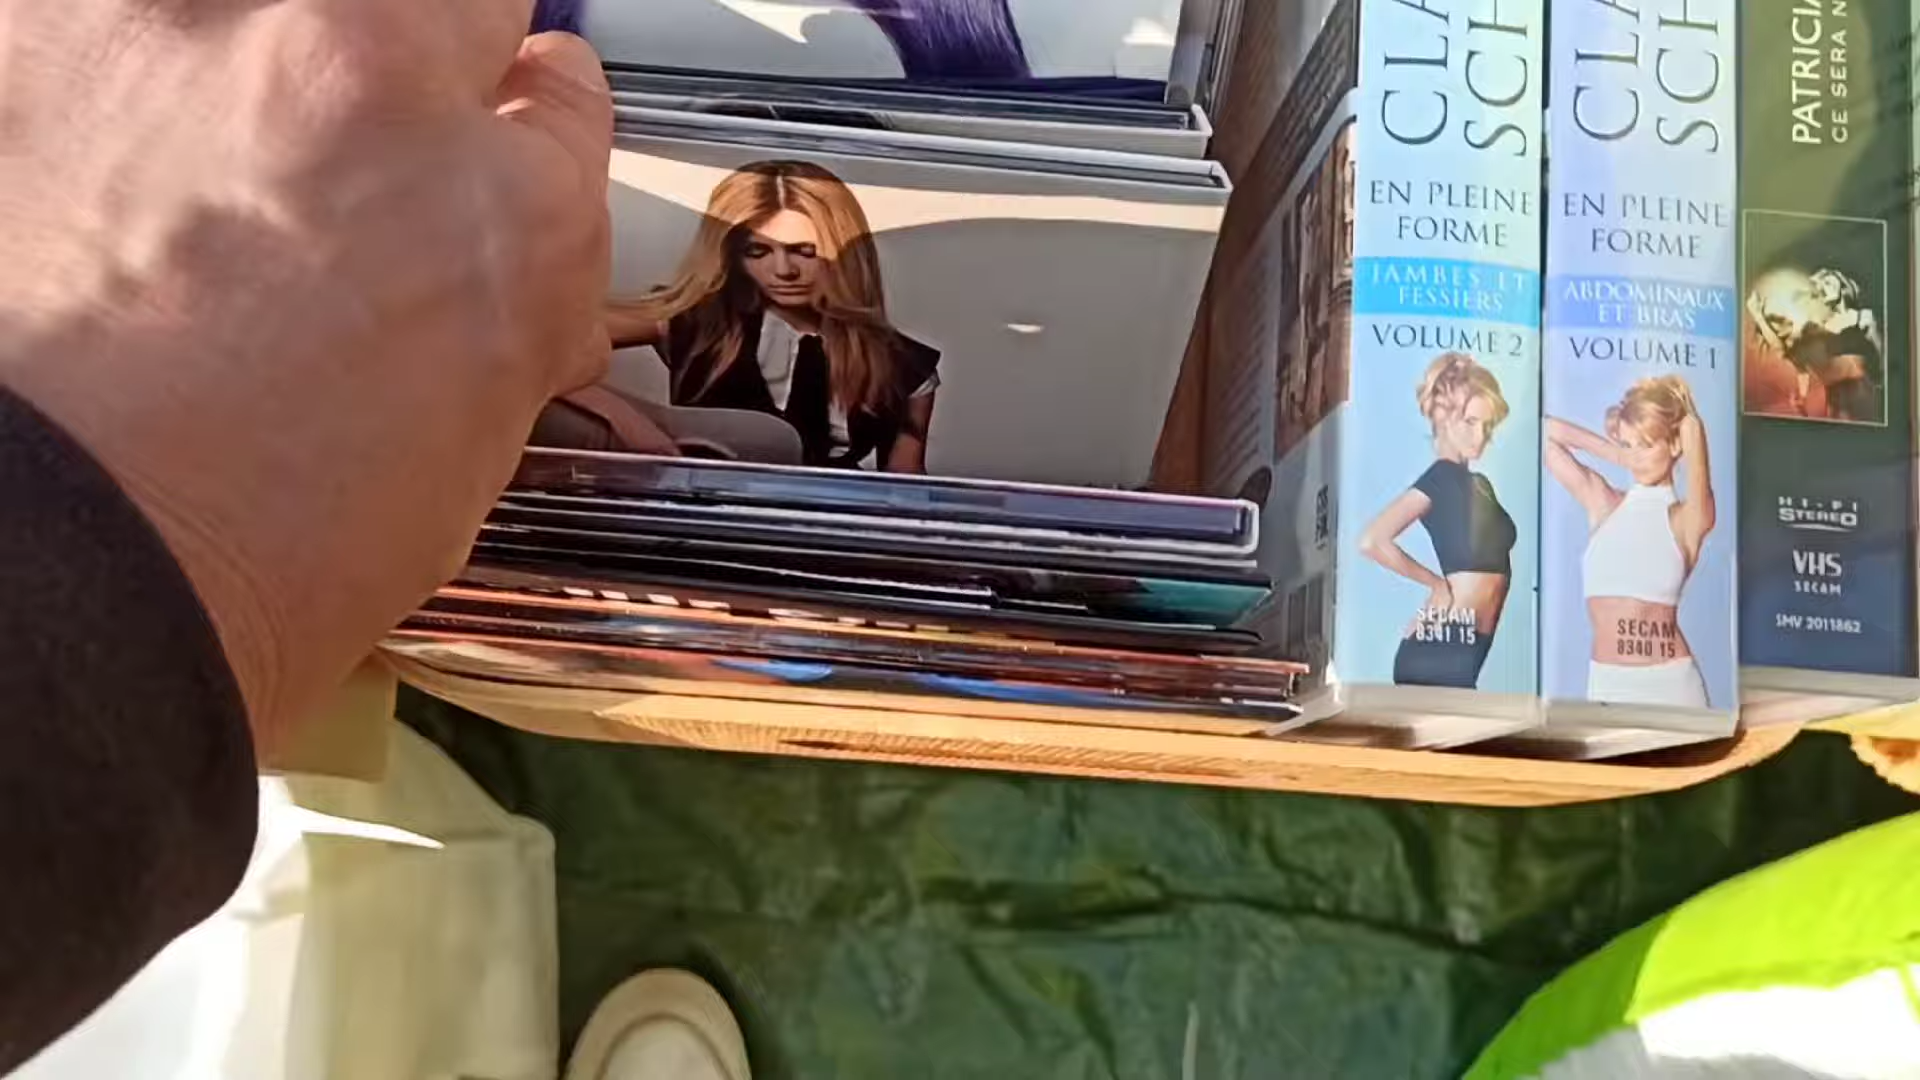 CLA
SCH
EN PLEINE
FORME
JAMBES ET
FESSIERS
VOLUME 2
SECAM
8341 15
CLA
SCH
EN PLEINE
FORME
ABDOMINAUX
ET BRAS
VOLUME 1
SECAM
8340 15
PATRICIA
CE SERA N
HI-FI
STEREO
VHS
SECAM
SMV 2011862